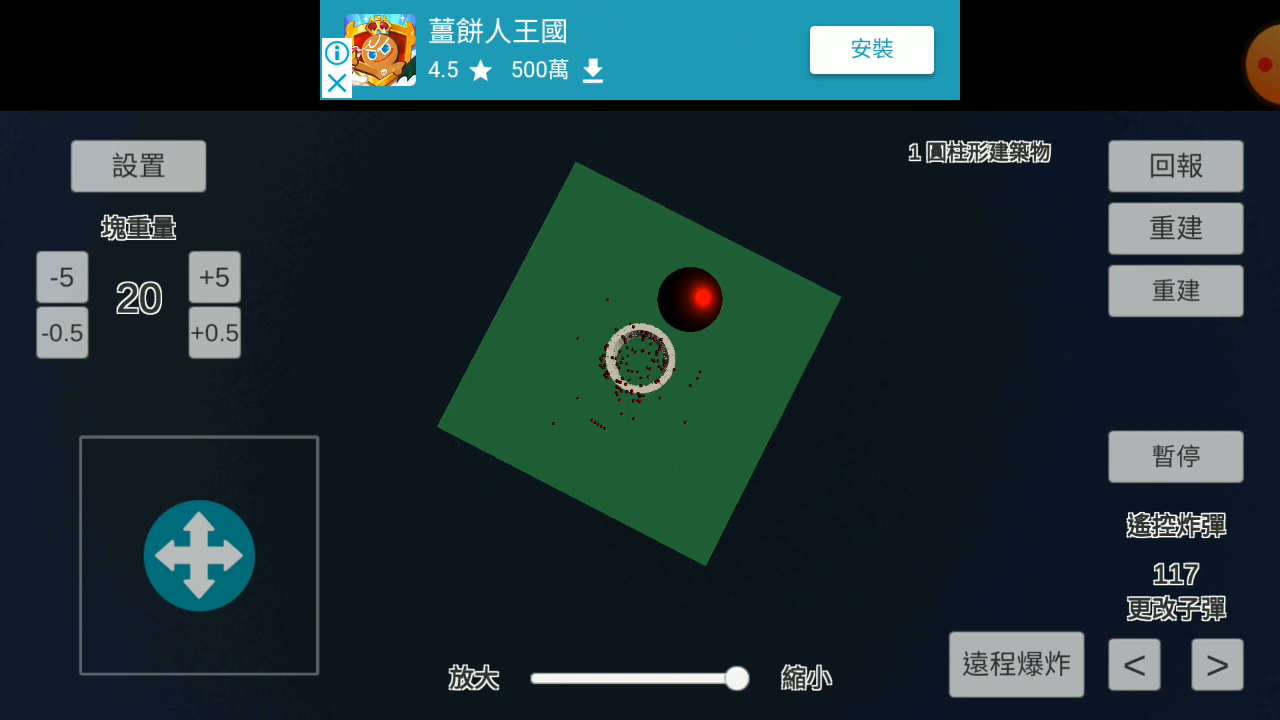 薑餅人王國
4.5 500萬
安裝
設置
1 圓柱形建築物
回報
塊重量
重建
-5
20
+5
-0.5
+0.5
重建
暫停
遙控炸彈
117
更改子彈
放大
縮小
遠程爆炸
<
>